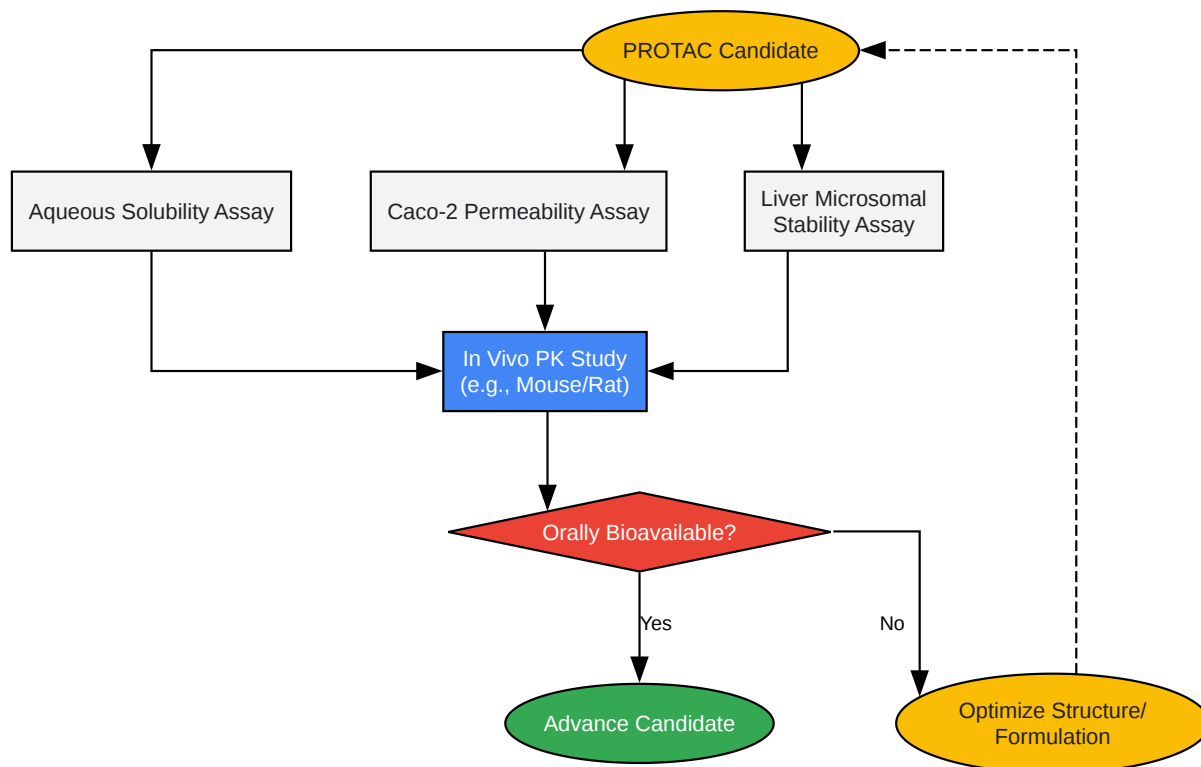 PROTAC Candidate
Aqueous Solubility Assay
Caco-2 Permeability Assay
Liver Microsomal
Stability Assay
In Vivo PK Study
(e.g., Mouse/Rat)
Orally Bioavailable?
Yes
No
Advance Candidate
Optimize Structure/
Formulation